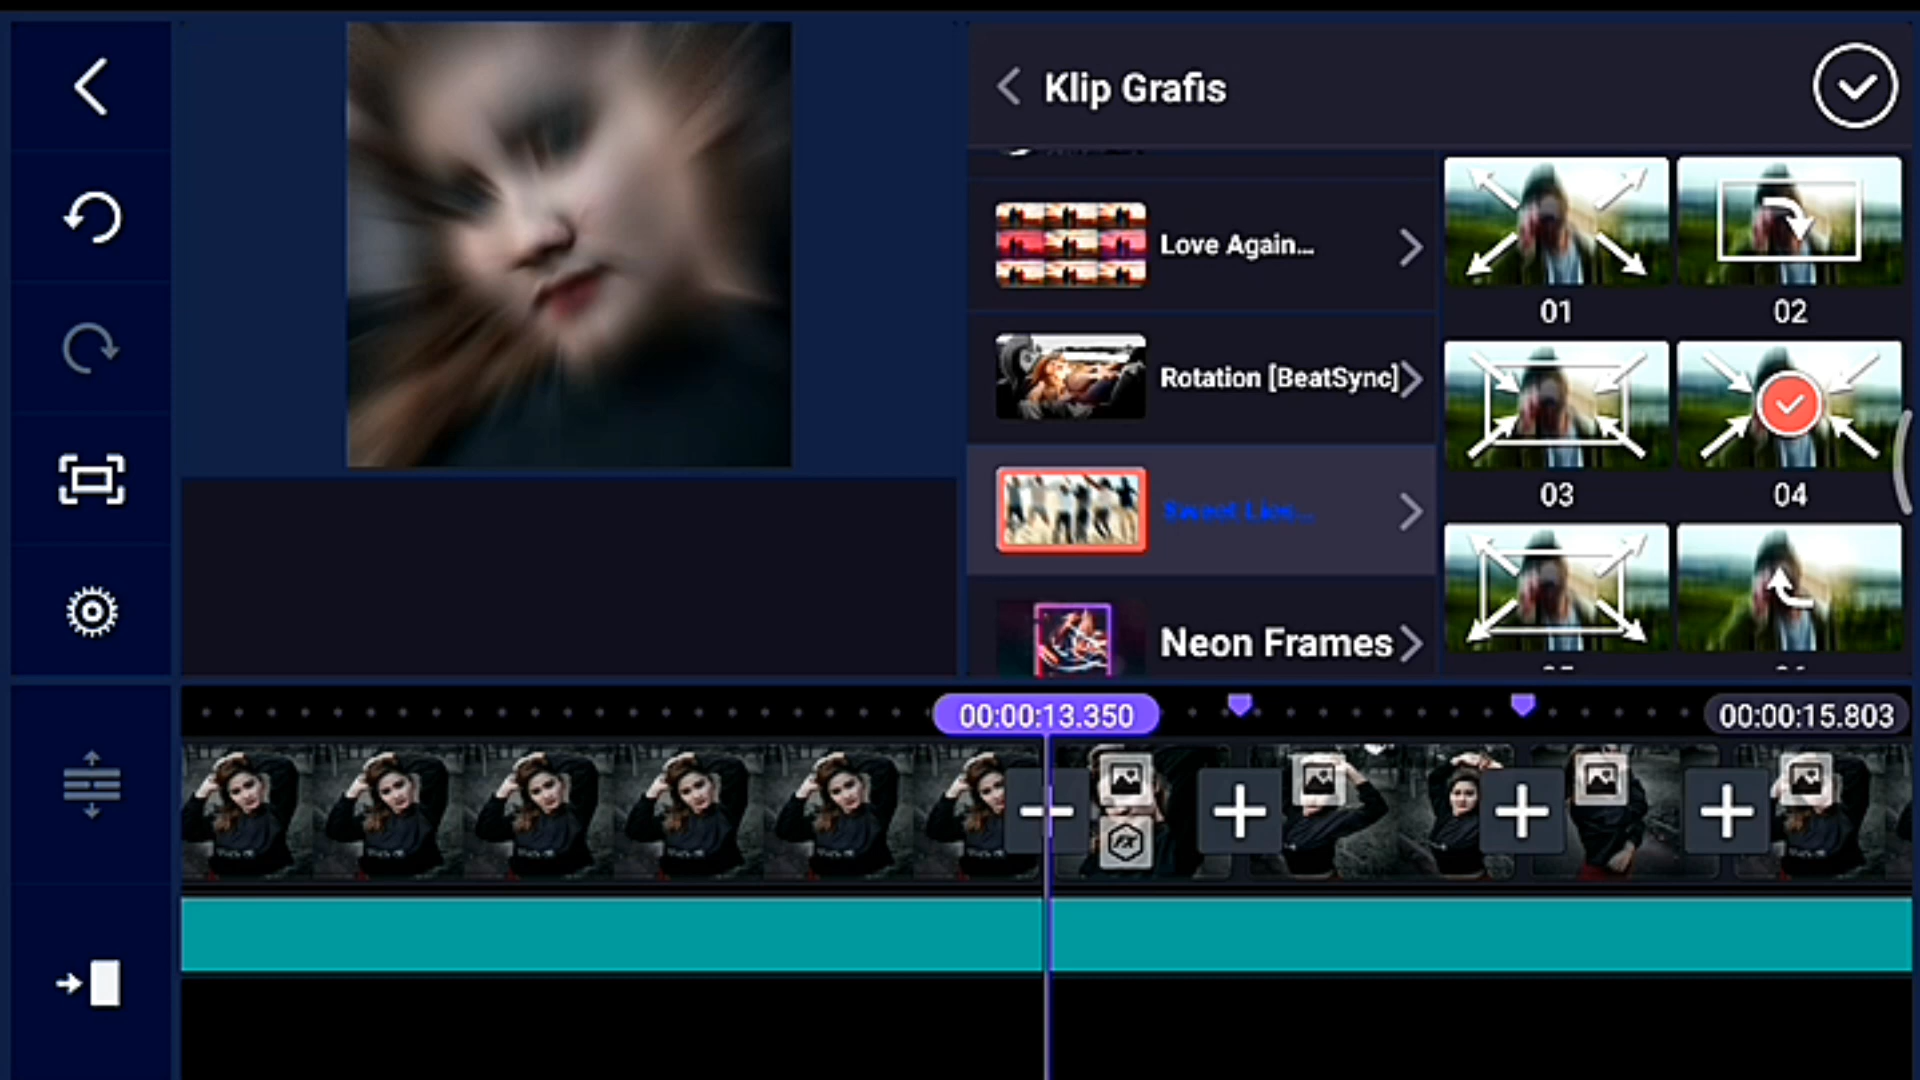 Klip Grafis
Love Again...
01
02
Rotation [BeatSync]
03
04
Sweet Lies...
Neon Frames
00:00:13.350
00:00:15.803
FX